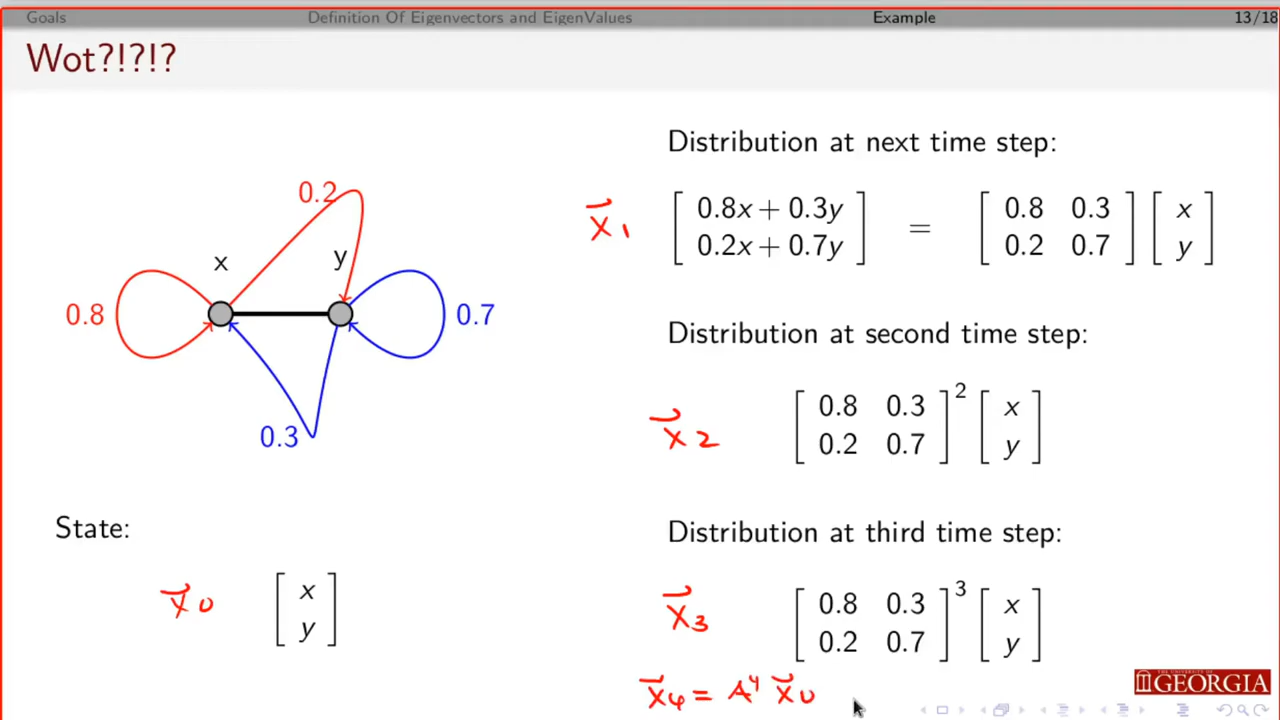 Goals Definition Of Eigenvectors and EigenValues Example 13/18
Wot?!?!?
0.2
x
y
0.8
0.7
0.3
State:
x⃗0 [ x
y ]
Distribution at next time step:
x⃗1 [ 0.8x + 0.3y
0.2x + 0.7y ] = [ 0.8 0.3
0.2 0.7 ] [ x
y ]
Distribution at second time step:
x⃗2 [ 0.8 0.3
0.2 0.7 ]² [ x
y ]
Distribution at third time step:
x⃗3 [ 0.8 0.3
0.2 0.7 ]³ [ x
y ]
x⃗4 = A⁴ x⃗0
GEORGIA